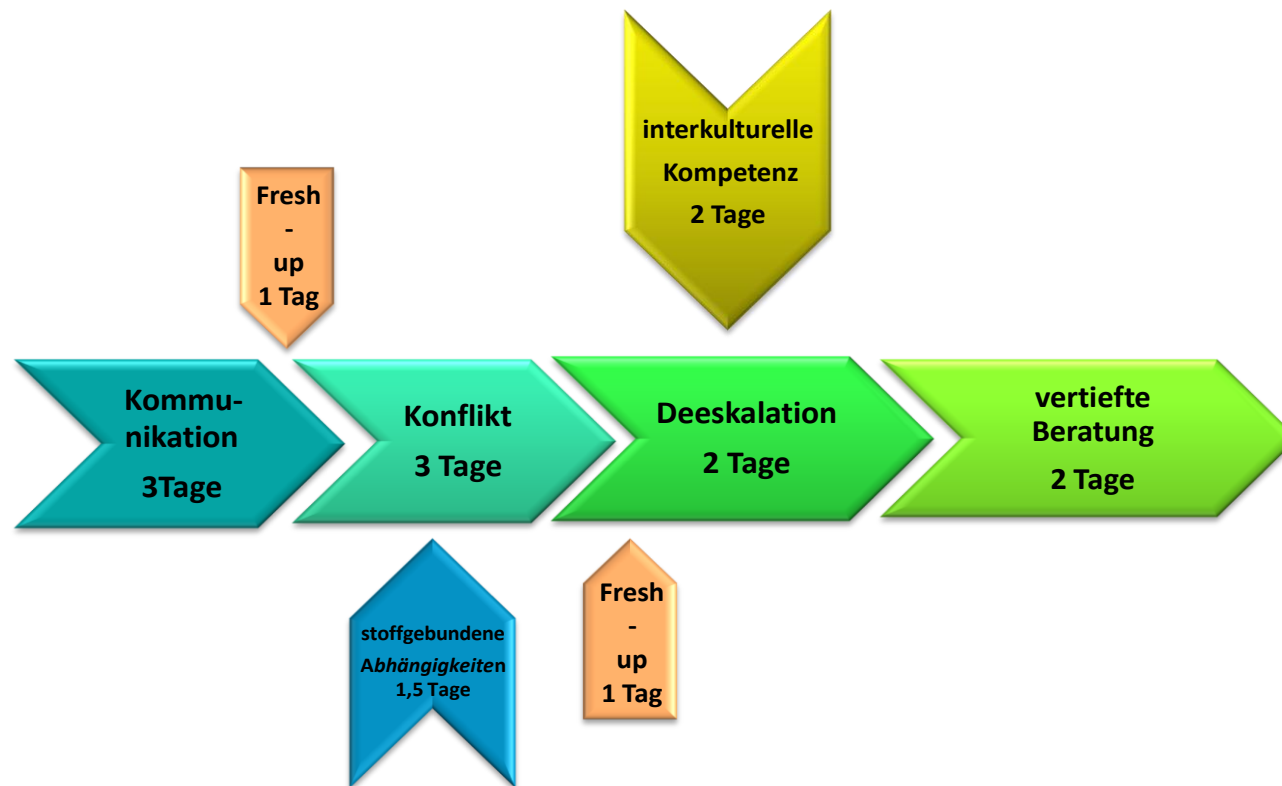 interkulturelle
Kompetenz
2 Tage
Fresh
-
up
1 Tag
Kommu-
nikation
3Tage
Konflikt
3 Tage
Deeskalation
2 Tage
vertiefte
Beratung
2 Tage
stoffgebundene
Abhängigkeiten
1,5 Tage
Fresh
-
up
1 Tag